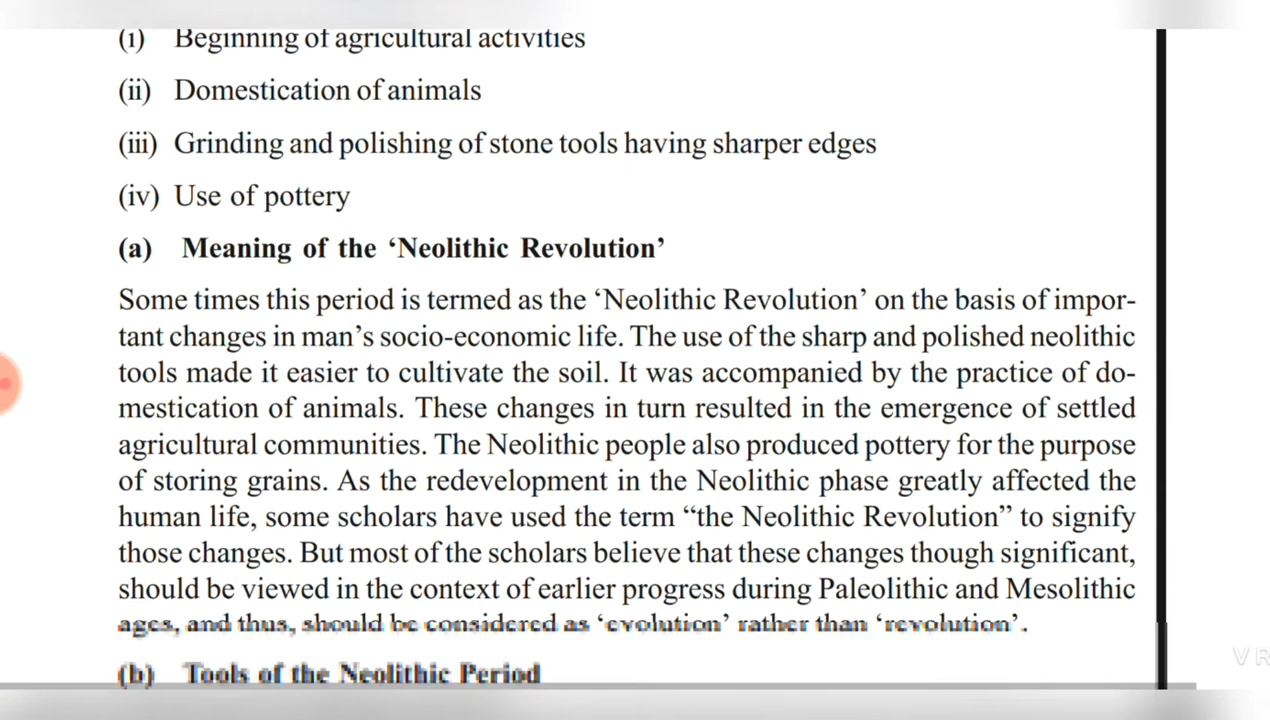 (i) Beginning of agricultural activities
(ii) Domestication of animals
(iii) Grinding and polishing of stone tools having sharper edges
(iv) Use of pottery
(a) Meaning of the ‘Neolithic Revolution’
Some times this period is termed as the ‘Neolithic Revolution’ on the basis of impor-
tant changes in man’s socio-economic life. The use of the sharp and polished neolithic
tools made it easier to cultivate the soil. It was accompanied by the practice of do-
mestication of animals. These changes in turn resulted in the emergence of settled
agricultural communities. The Neolithic people also produced pottery for the purpose
of storing grains. As the redevelopment in the Neolithic phase greatly affected the
human life, some scholars have used the term “the Neolithic Revolution” to signify
those changes. But most of the scholars believe that these changes though significant,
should be viewed in the context of earlier progress during Paleolithic and Mesolithic
ages, and thus, should be considered as ‘evolution’ rather than ‘revolution’.
(b) Tools of the Neolithic Period
VR